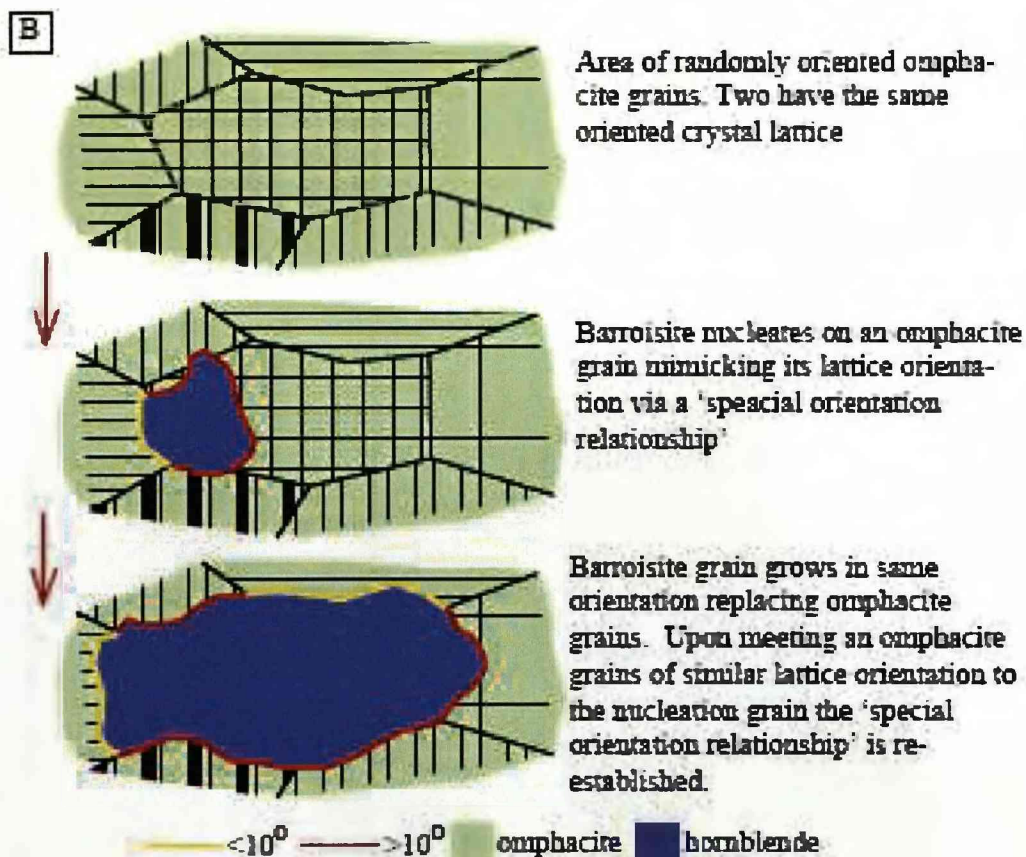 B
Area of randomly oriented ompha-
cite grains. Two have the same
oriented crystal lattice
Barroisite nucleates on an omphacite
grain mimicking its lattice orienta-
tion via a 'speacial orientation
relationship'
Barroisite grain grows in same
orientation replacing omphacite
grains. Upon meeting an omphacite
grains of similar lattice orientation to
the nucleation grain the 'special
orientation relationship' is re-
established.
<10° >10° omphacite hornblende